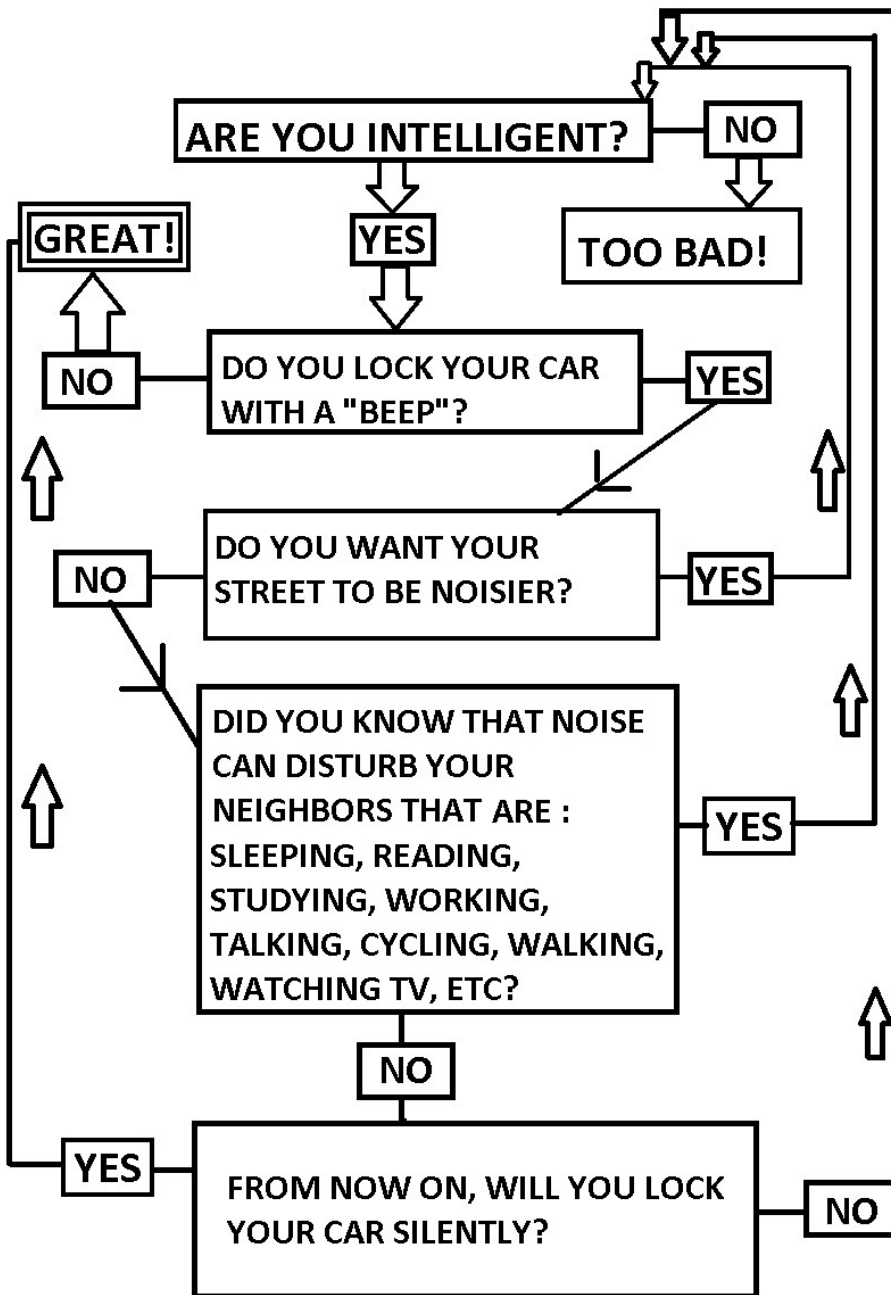 ARE YOU INTELLIGENT?
NO
GREAT!
YES
TOO BAD!
NO
DO YOU LOCK YOUR CAR
WITH A "BEEP"?
YES
NO
DO YOU WANT YOUR
STREET TO BE NOISIER?
YES
DID YOU KNOW THAT NOISE
CAN DISTURB YOUR
NEIGHBORS THAT ARE :
SLEEPING, READING,
STUDYING, WORKING,
TALKING, CYCLING, WALKING,
WATCHING TV, ETC?
YES
NO
YES
FROM NOW ON, WILL YOU LOCK
YOUR CAR SILENTLY?
NO